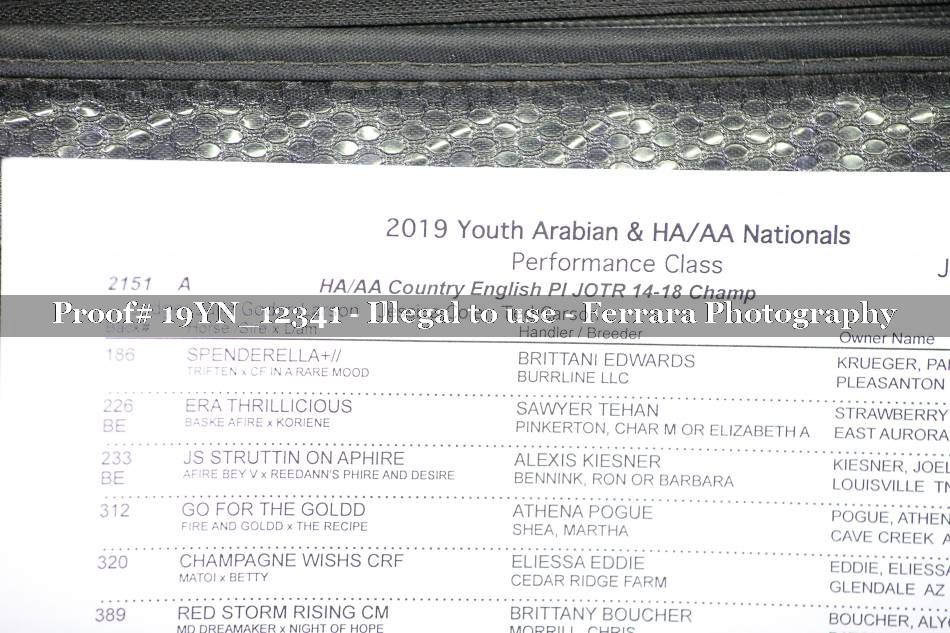 2019 Youth Arabian & HA/AA Nationals
Performance Class
J
2151 A HA/AA Country English PI JOTR 14-18 Champ
Proof# 19YN - 12341 - Illegal to use - Ferrara Photography
Back# Horse / Sire x Dam Handler / Breeder Owner Name
186 SPENDERELLA+// BRITTANI EDWARDS KRUEGER, PA
TRIFTEN x CF IN A RARE MOOD BURRLINE LLC PLEASANTON
226 ERA THRILLICIOUS SAWYER TEHAN STRAWBERRY
BE BASKE AFIRE x KORIENE PINKERTON, CHAR M OR ELIZABETH A EAST AURORA
233 JS STRUTTIN ON APHIRE ALEXIS KIESNER KIESNER, JOEL
BE AFIRE BEY V x REEDANN'S PHIRE AND DESIRE BENNINK, RON OR BARBARA LOUISVILLE TN
312 GO FOR THE GOLDD ATHENA POGUE POGUE, ATHEN
FIRE AND GOLDD x THE RECIPE SHEA, MARTHA CAVE CREEK A
320 CHAMPAGNE WISHS CRF ELIESSA EDDIE EDDIE, ELIESSA
MATOI x BETTY CEDAR RIDGE FARM GLENDALE AZ
389 RED STORM RISING CM BRITTANY BOUCHER BOUCHER, ALY
MD DREAMAKER x NIGHT OF HOPE MORRILL, CHRIS